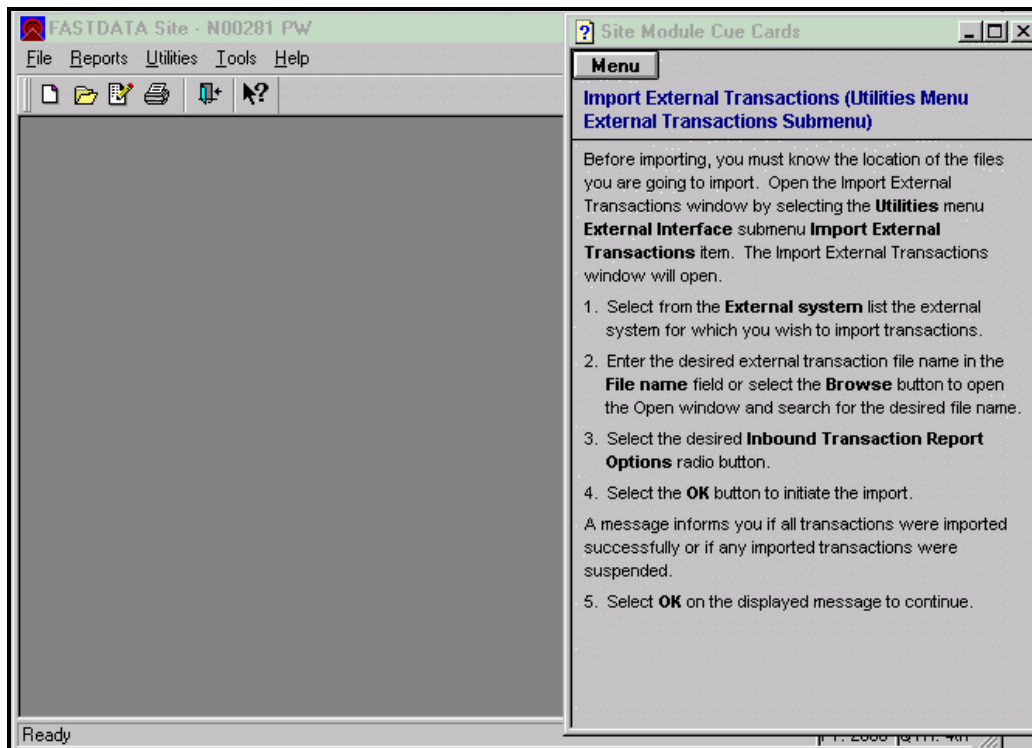 FASTDATA Site - N00281 PW
File Reports Utilities Tools Help
Ready
Site Module Cue Cards
Menu
Import External Transactions (Utilities Menu
External Transactions Submenu)
Before importing, you must know the location of the files
you are going to import. Open the Import External
Transactions window by selecting the Utilities menu
External Interface submenu Import External
Transactions item. The Import External Transactions
window will open.
1. Select from the External system list the external
system for which you wish to import transactions.
2. Enter the desired external transaction file name in the
File name field or select the Browse button to open
the Open window and search for the desired file name.
3. Select the desired Inbound Transaction Report
Options radio button.
4. Select the OK button to initiate the import.
A message informs you if all transactions were imported
successfully or if any imported transactions were
suspended.
5. Select OK on the displayed message to continue.